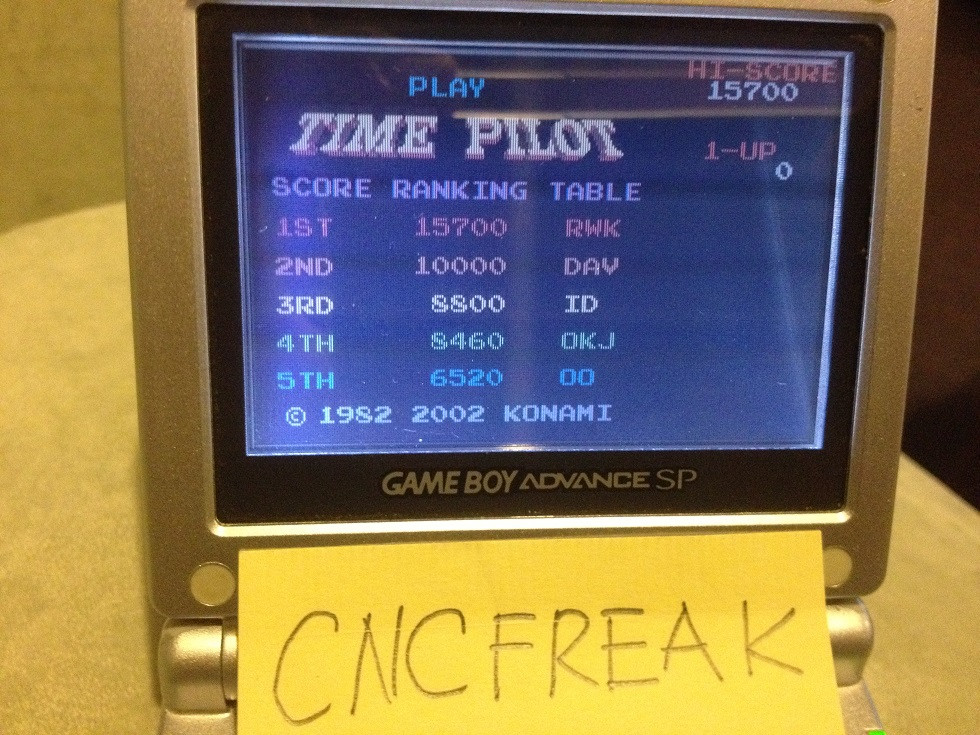 HI-SCORE
PLAY 15700
TIME PILOT
1-UP
0
SCORE RANKING TABLE
1ST 15700 RWK
2ND 10000 DAV
3RD 8800 ID
4TH 8460 OKJ
5TH 6520 OO
© 1982 2002 KONAMI
GAME BOY ADVANCE SP
CNCFREAK